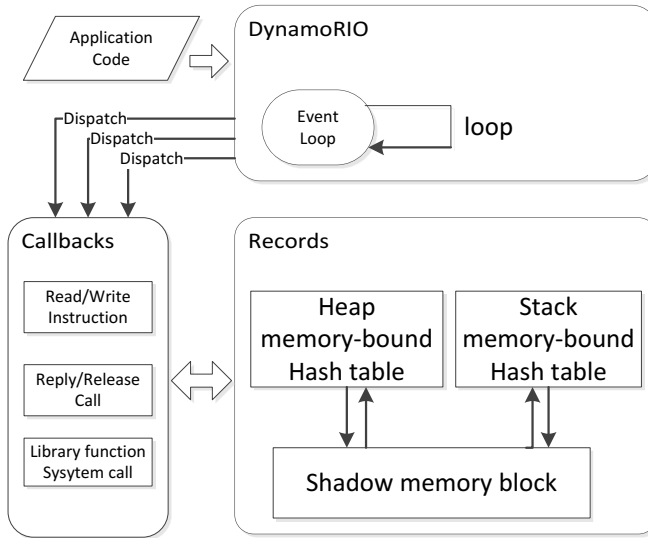 Application
Code
DynamoRIO
Event
Loop
loop
Dispatch
Dispatch
Dispatch
Callbacks
Read/Write
Instruction
Reply/Release
Call
Library function
Sysytem call
Records
Heap
memory-bound
Hash table
Stack
memory-bound
Hash table
Shadow memory block